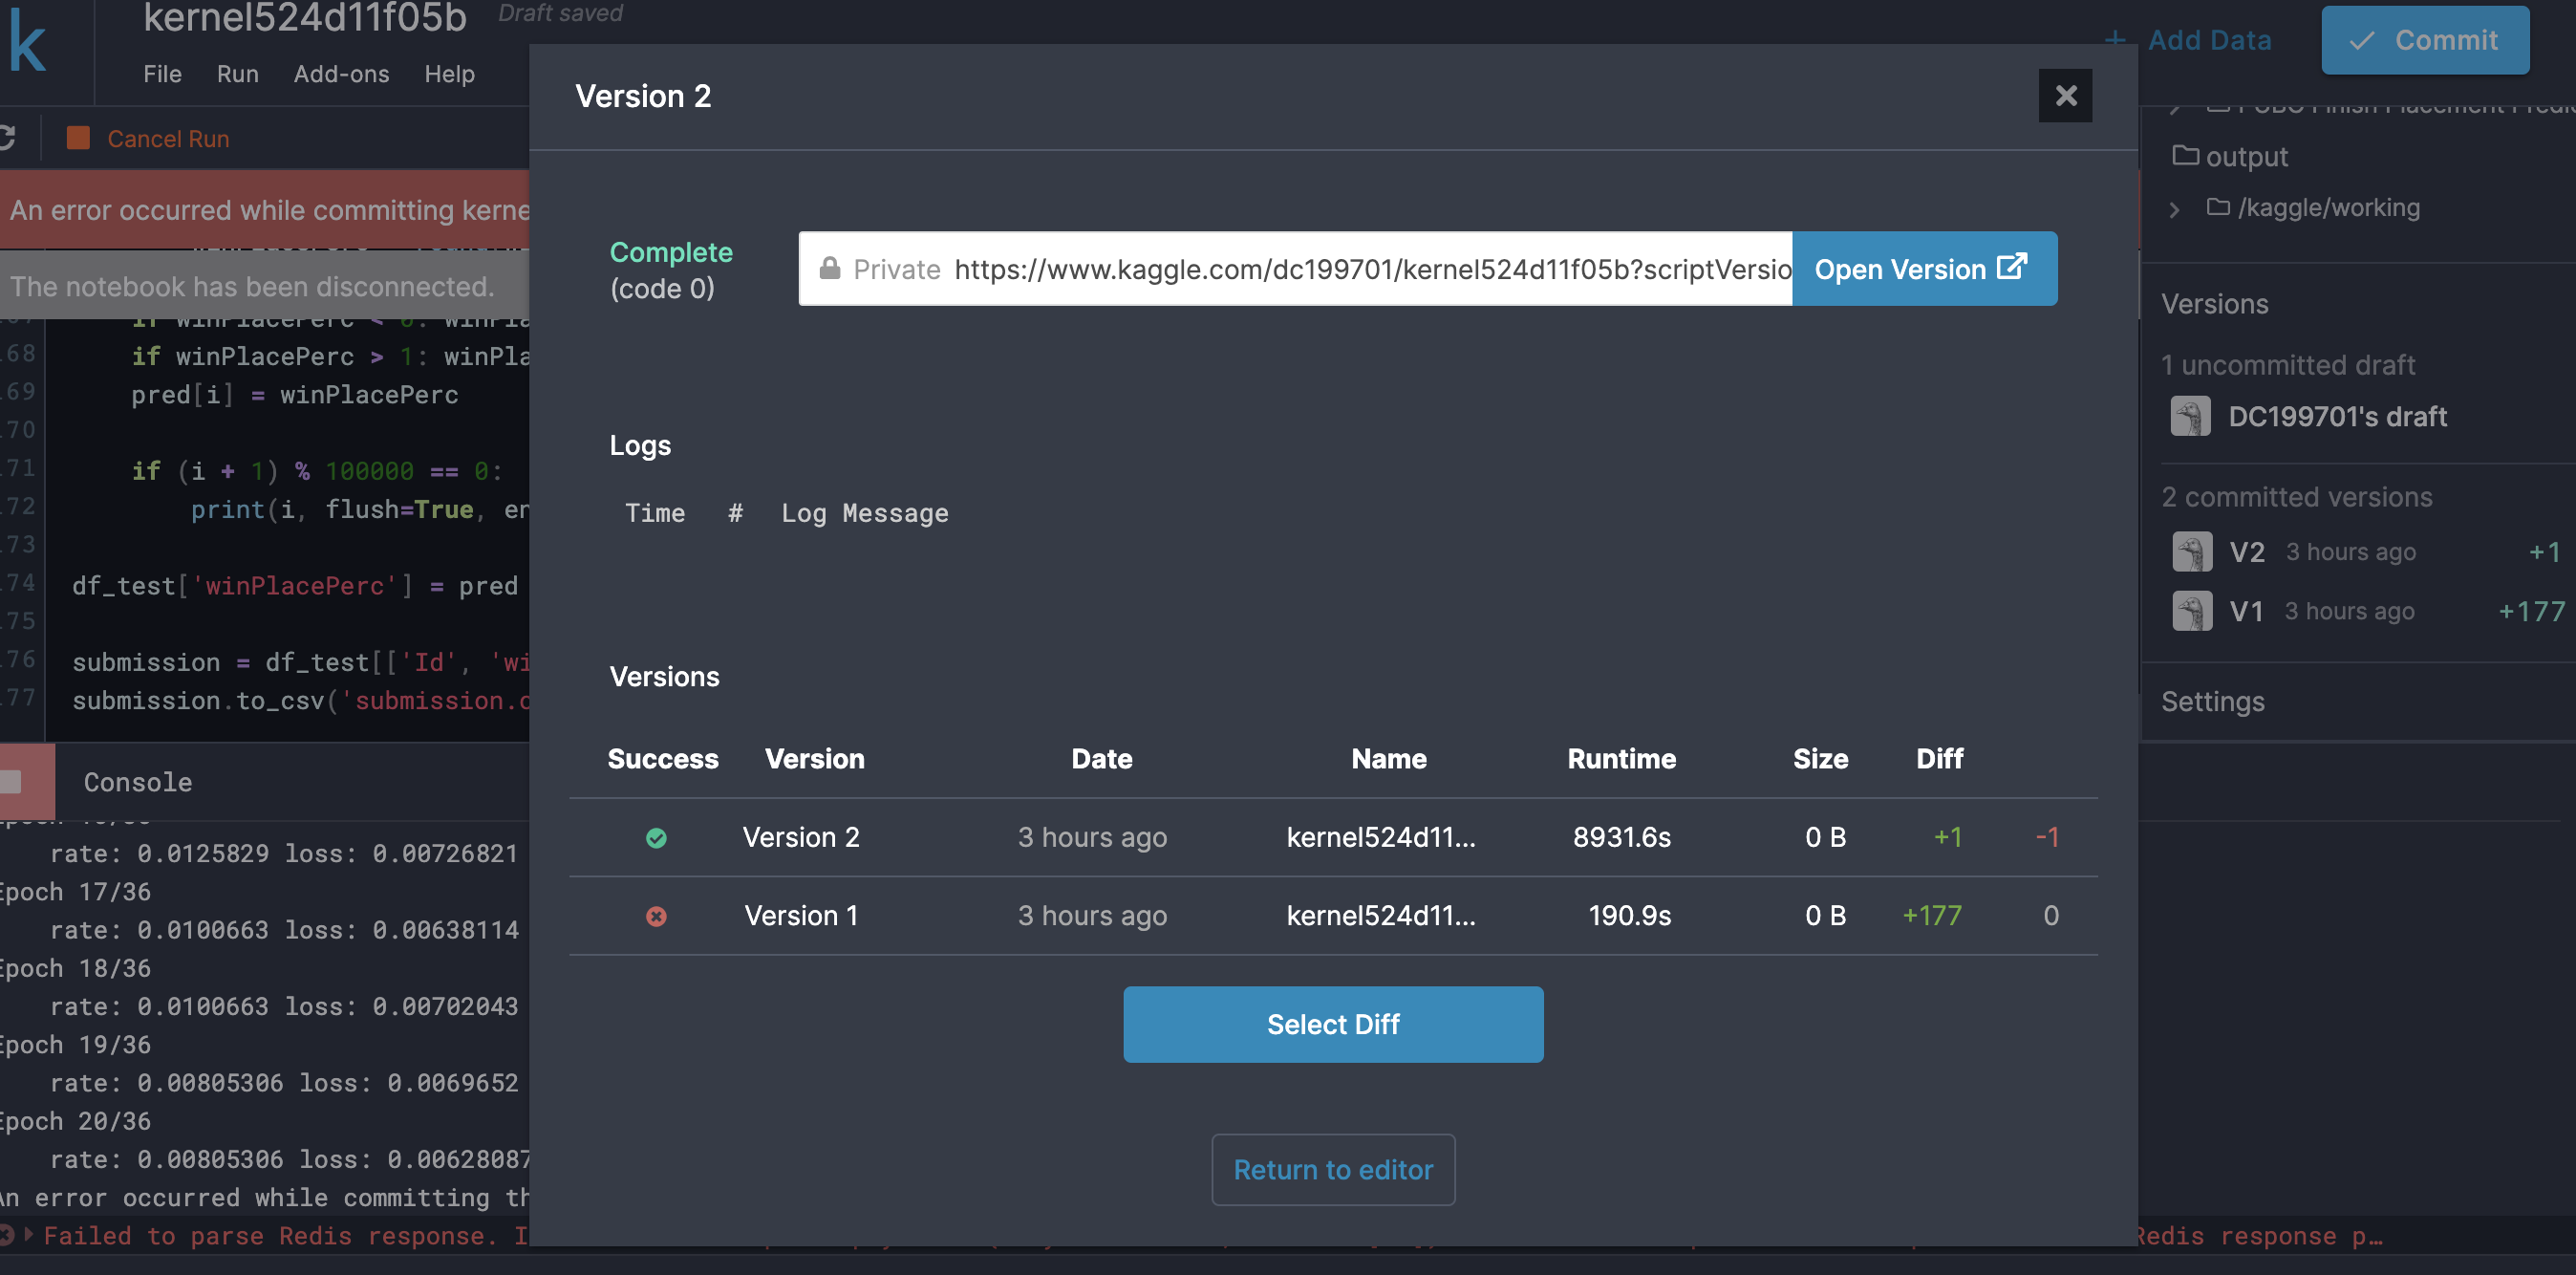 k
kernel524d11f05b
Draft saved
File Run Add-ons Help
+ Add Data
Commit
Cancel Run
An error occurred while committing kerne
The notebook has been disconnected.
68 if winPlacePerc > 1: winPla
69 pred[i] = winPlacePerc
70
71 if (i + 1) % 100000 == 0:
72 print(i, flush=True, en
73
74 df_test['winPlacePerc'] = pred
75
76 submission = df_test[['Id', 'wi
77 submission.to_csv('submission.c
Console
rate: 0.0125829 loss: 0.00726821
Epoch 17/36
rate: 0.0100663 loss: 0.00638114
Epoch 18/36
rate: 0.0100663 loss: 0.00702043
Epoch 19/36
rate: 0.00805306 loss: 0.0069652
Epoch 20/36
rate: 0.00805306 loss: 0.00628087
An error occurred while committing th
Failed to parse Redis response. I
Redis response p…
Version 2
Complete
(code 0)
Private https://www.kaggle.com/dc199701/kernel524d11f05b?scriptVersio
Open Version
Logs
Time # Log Message
Versions
Success Version Date Name Runtime Size Diff
Version 2 3 hours ago kernel524d11... 8931.6s 0 B +1 -1
Version 1 3 hours ago kernel524d11... 190.9s 0 B +177 0
Select Diff
Return to editor
output
/kaggle/working
Versions
1 uncommitted draft
DC199701's draft
2 committed versions
V2 3 hours ago +1
V1 3 hours ago +177
Settings